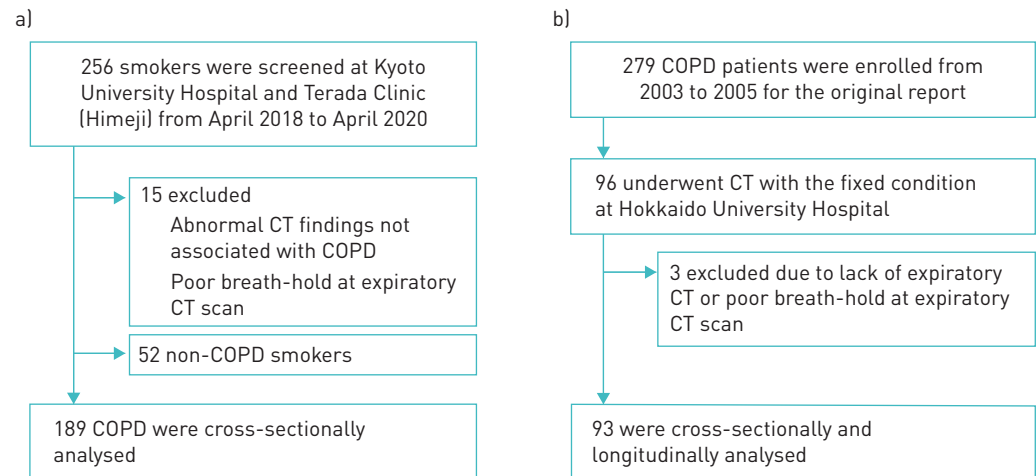 a)
256 smokers were screened at Kyoto
University Hospital and Terada Clinic
(Himeji) from April 2018 to April 2020
15 excluded
Abnormal CT findings not
associated with COPD
Poor breath-hold at expiratory
CT scan
52 non-COPD smokers
189 COPD were cross-sectionally
analysed
b)
279 COPD patients were enrolled from
2003 to 2005 for the original report
96 underwent CT with the fixed condition
at Hokkaido University Hospital
3 excluded due to lack of expiratory
CT or poor breath-hold at expiratory
CT scan
93 were cross-sectionally and
longitudinally analysed